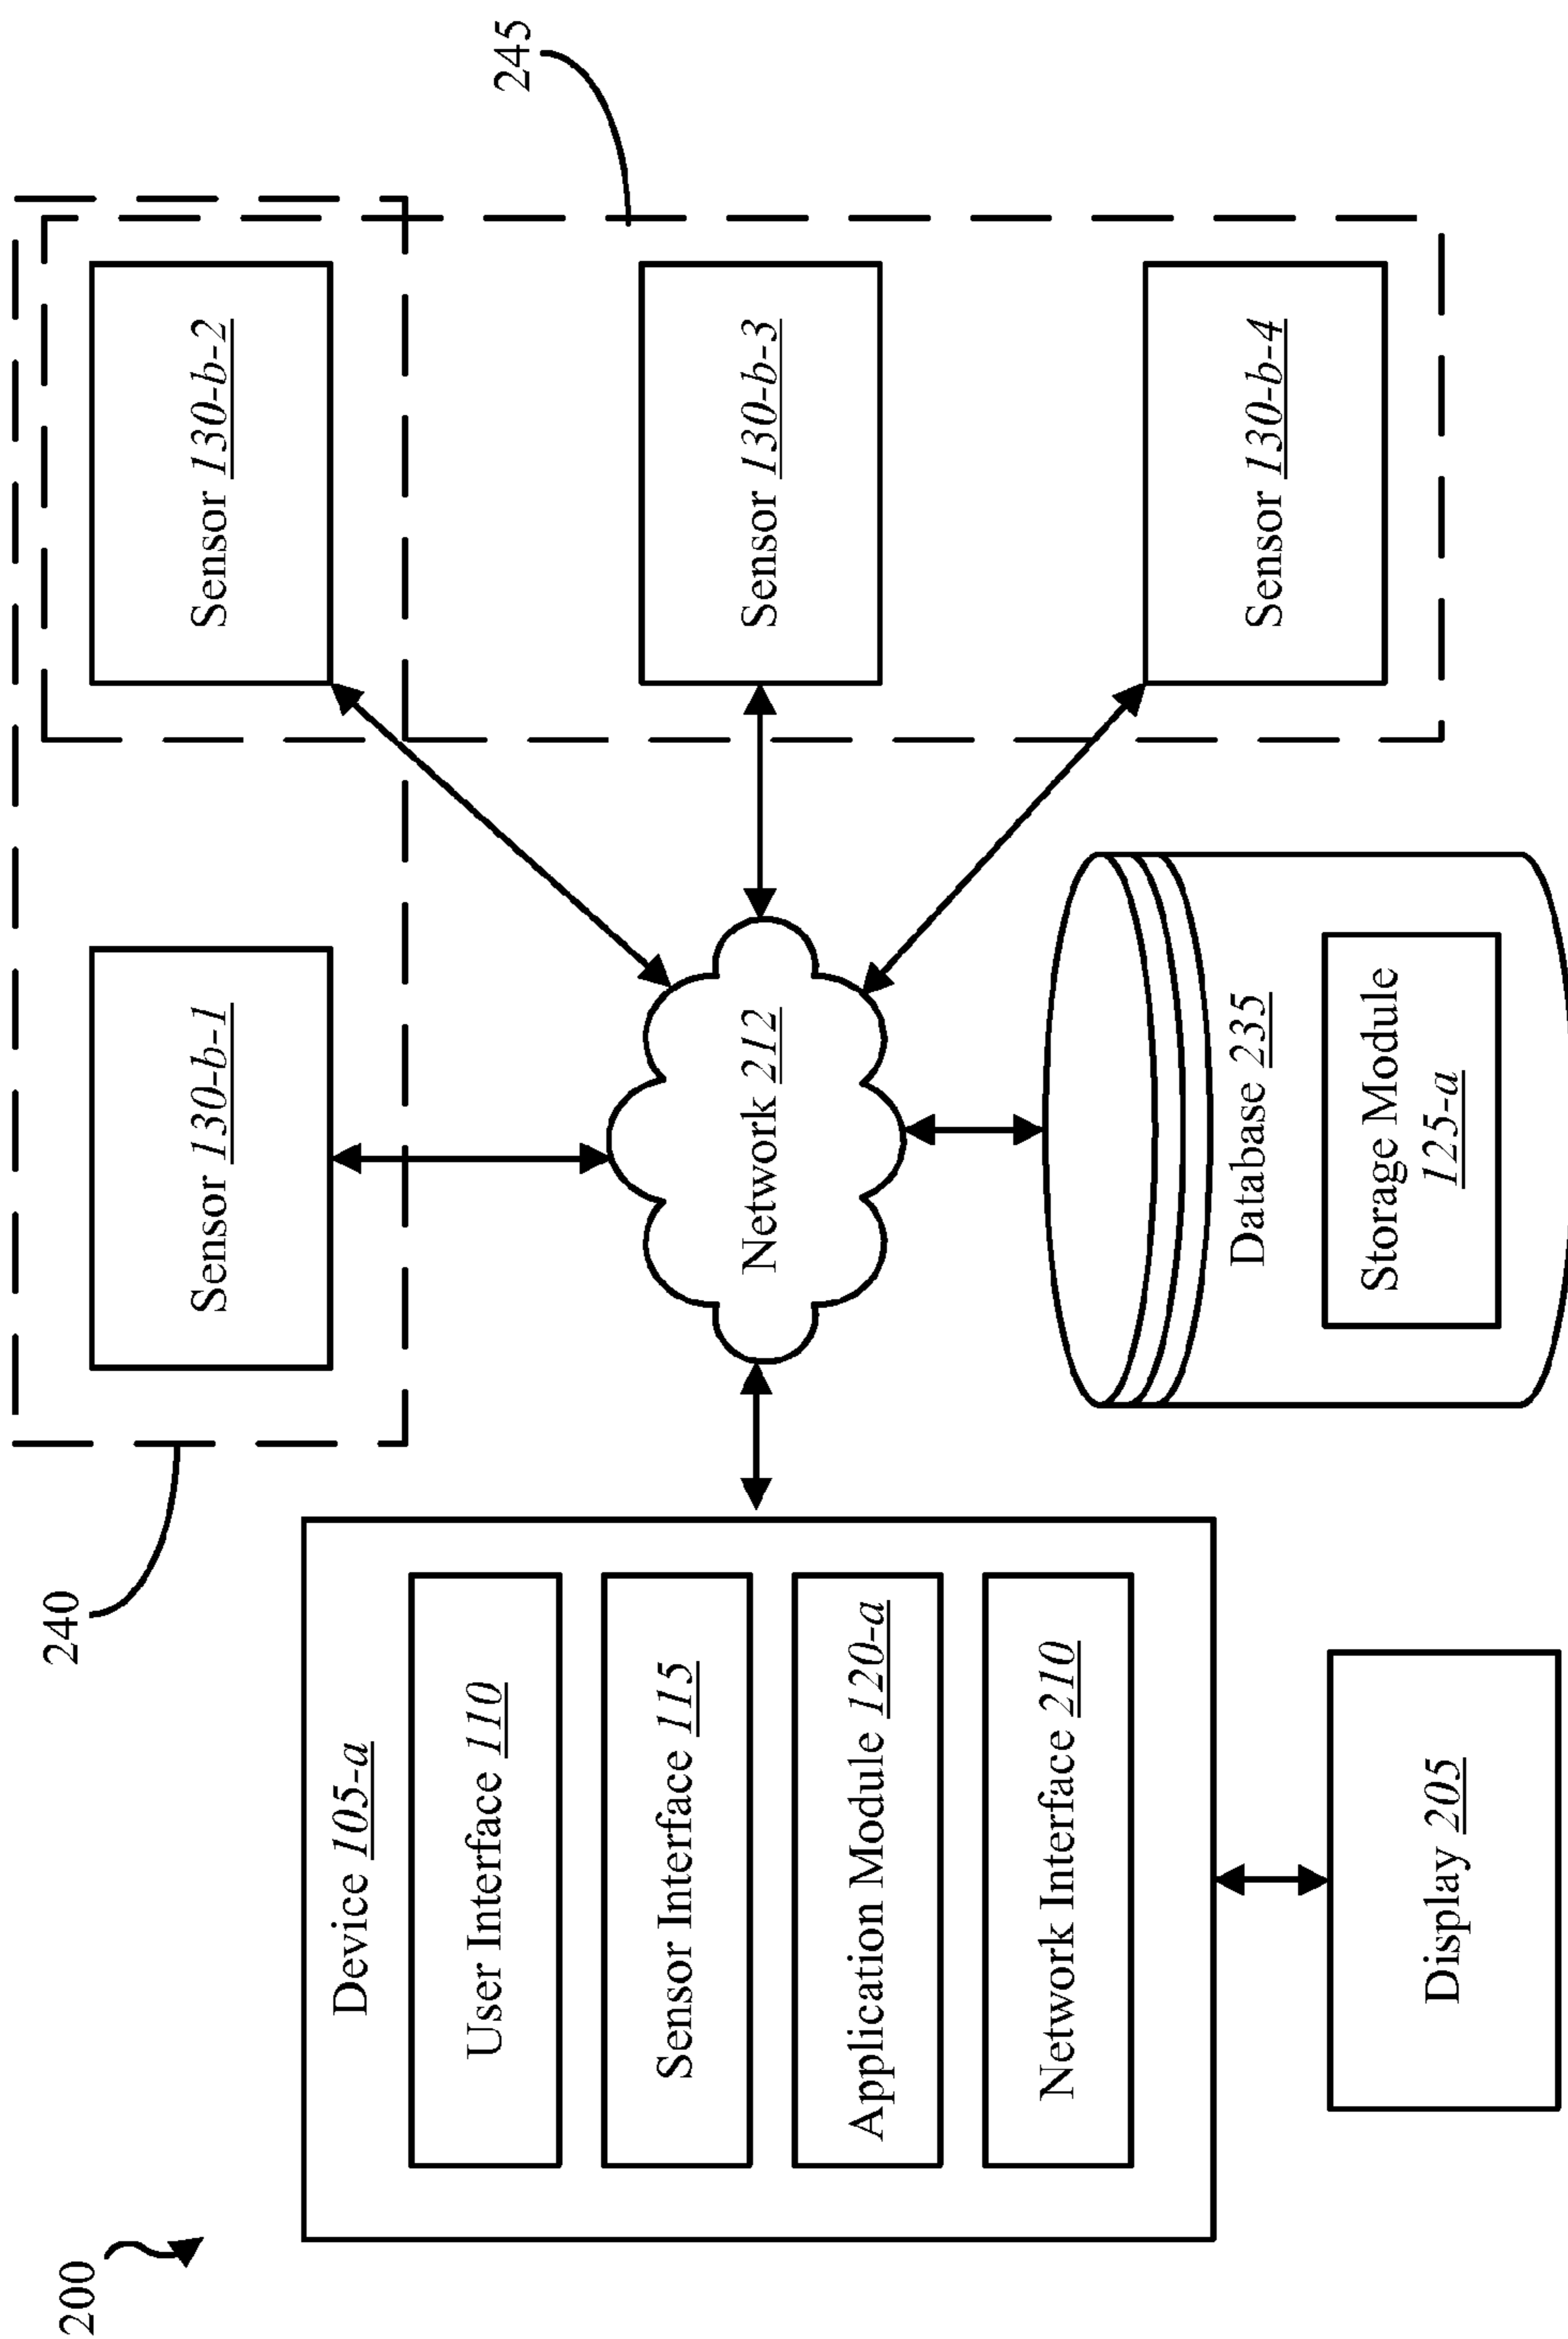 200
240
245
Sensor 130-b-1
Sensor 130-b-2
Device 105-a
User Interface 110
Sensor Interface 115
Application Module 120-a
Network Interface 210
Network 212
Sensor 130-b-3
Database 235
Storage Module
125-a
Sensor 130-b-4
Display 205